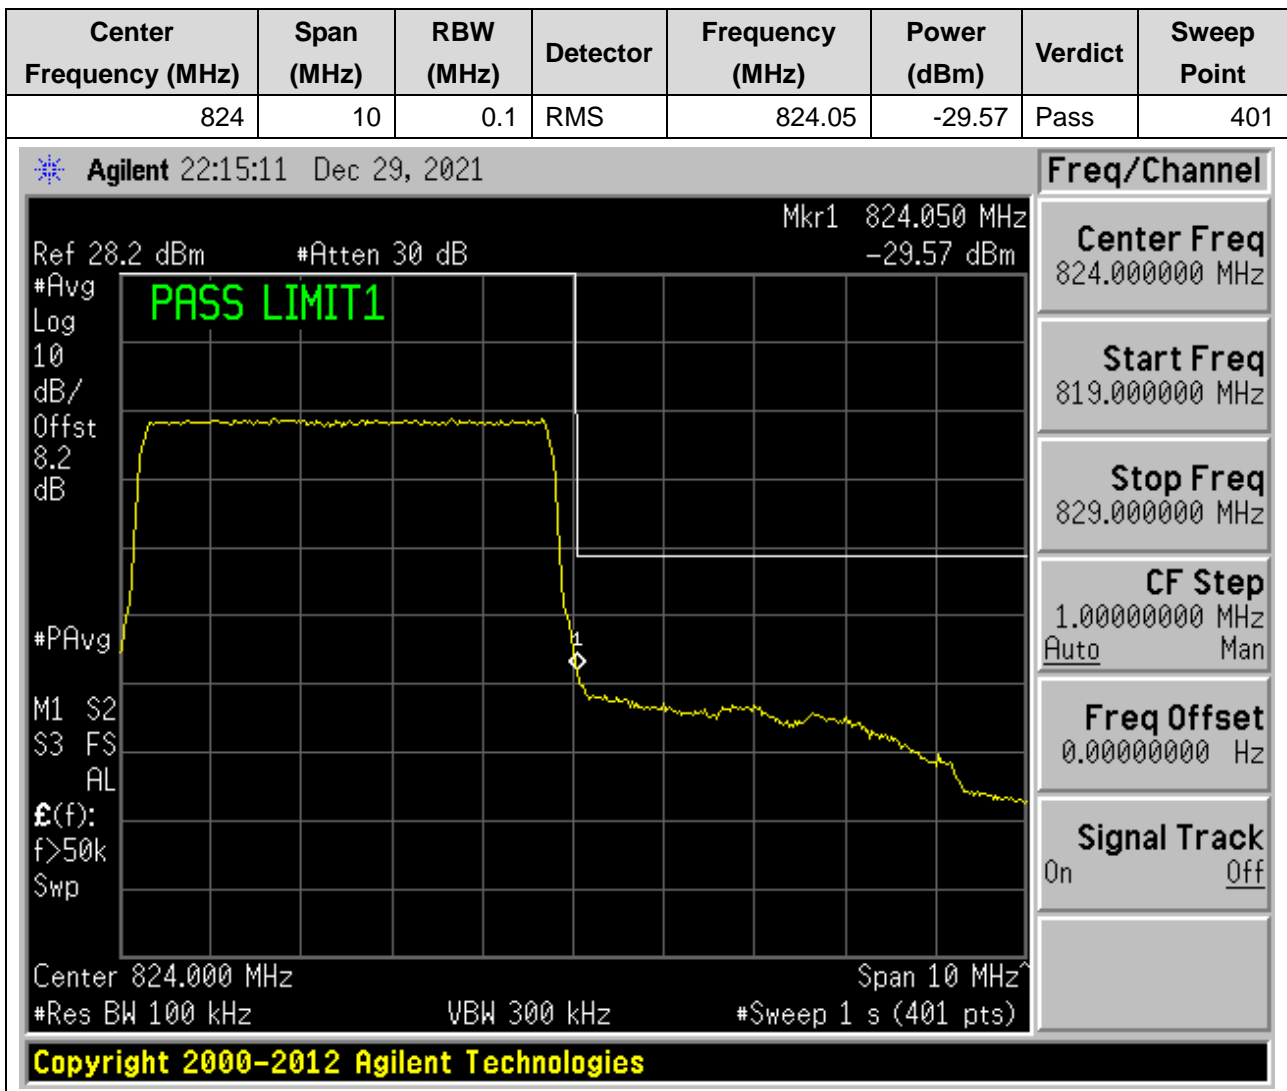 Center Frequency (MHz) Span (MHz) RBW (MHz) Detector Frequency (MHz) Power (dBm) Verdict Sweep Point
824 10 0.1 RMS 824.05 -29.57 Pass 401
Agilent 22:15:11 Dec 29, 2021
Freq/Channel
Mkr1 824.050 MHz
Ref 28.2 dBm #Atten 30 dB -29.57 dBm
#Avg
Log
10
dB/
Offst
8.2
dB
PASS LIMIT1
1
#PAvg
M1 S2
S3 FS
AL
£(f):
f>50k
Swp
Center 824.000 MHz Span 10 MHz^
#Res BW 100 kHz VBW 300 kHz #Sweep 1 s (401 pts)
Center Freq
824.000000 MHz
Start Freq
819.000000 MHz
Stop Freq
829.000000 MHz
CF Step
1.00000000 MHz
Auto Man
Freq Offset
0.00000000 Hz
Signal Track
On Off
Copyright 2000-2012 Agilent Technologies